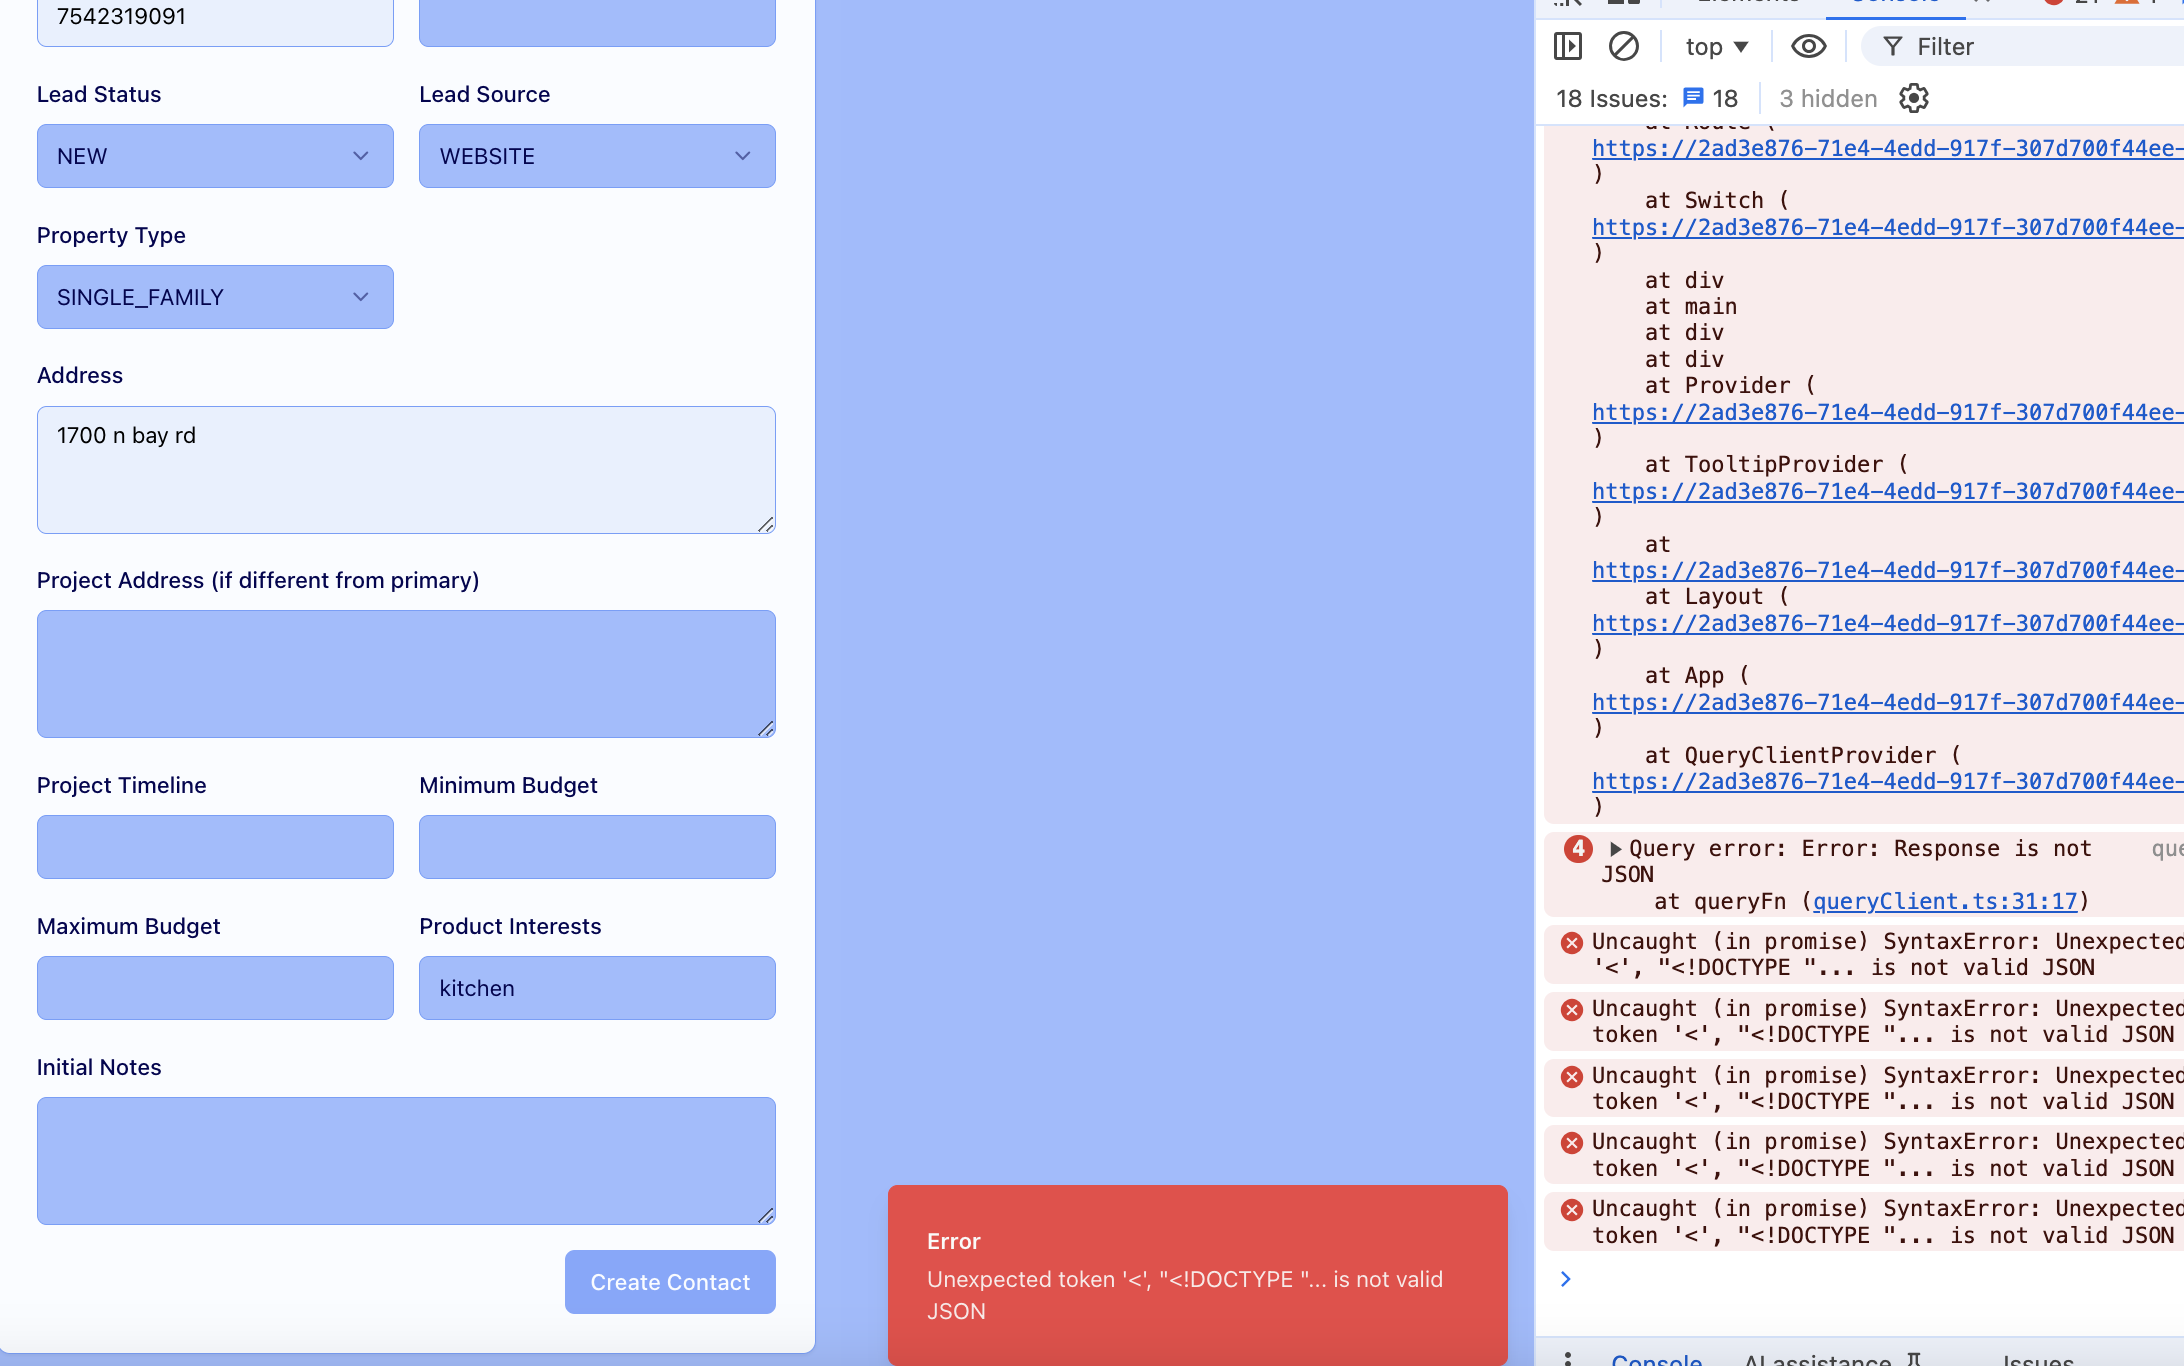 7542319091
Lead Status
Lead Source
NEW
WEBSITE
Property Type
SINGLE_FAMILY
Address
1700 n bay rd
Project Address (if different from primary)
Project Timeline
Minimum Budget
Maximum Budget
Product Interests
kitchen
Initial Notes
Create Contact
Error
Unexpected token '<', "<!DOCTYPE "... is not valid
JSON
Elements
Console
21
top
Filter
18 Issues:
18
3 hidden
at Route (
https://2ad3e876-71e4-4edd-917f-307d700f44ee-
)
at Switch (
https://2ad3e876-71e4-4edd-917f-307d700f44ee-
)
at div
at main
at div
at div
at Provider (
https://2ad3e876-71e4-4edd-917f-307d700f44ee-
)
at TooltipProvider (
https://2ad3e876-71e4-4edd-917f-307d700f44ee-
)
at
https://2ad3e876-71e4-4edd-917f-307d700f44ee-
at Layout (
https://2ad3e876-71e4-4edd-917f-307d700f44ee-
)
at App (
https://2ad3e876-71e4-4edd-917f-307d700f44ee-
)
at QueryClientProvider (
https://2ad3e876-71e4-4edd-917f-307d700f44ee-
)
4 Query error: Error: Response is not que
JSON
at queryFn (queryClient.ts:31:17)
Uncaught (in promise) SyntaxError: Unexpected
'<', "<!DOCTYPE "... is not valid JSON
Uncaught (in promise) SyntaxError: Unexpected
token '<', "<!DOCTYPE "... is not valid JSON
Uncaught (in promise) SyntaxError: Unexpected
token '<', "<!DOCTYPE "... is not valid JSON
Uncaught (in promise) SyntaxError: Unexpected
token '<', "<!DOCTYPE "... is not valid JSON
Uncaught (in promise) SyntaxError: Unexpected
token '<', "<!DOCTYPE "... is not valid JSON
Console
AI assistance
Issues